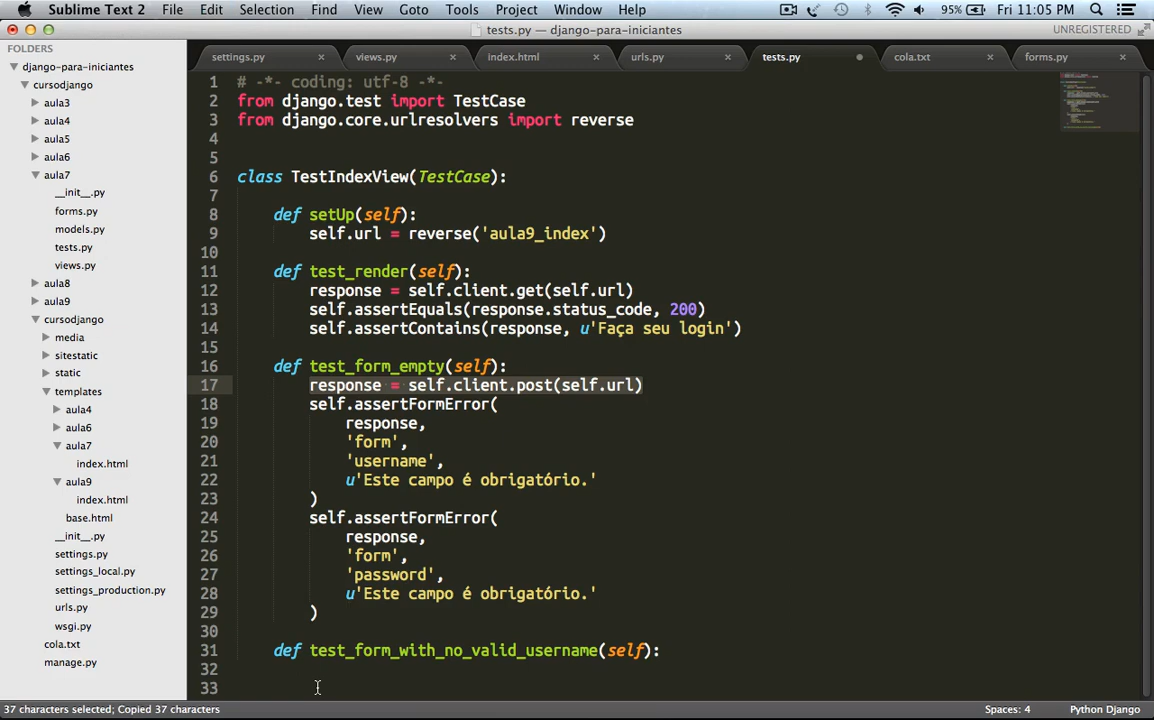 Sublime Text 2 File Edit Selection Find View Goto Tools Project Window Help 95% Fri 11:05 PM
tests.py — django-para-iniciantes
UNREGISTERED
FOLDERS
django-para-iniciantes
cursodjango
aula3
aula4
aula5
aula6
aula7
__init__.py
forms.py
models.py
tests.py
views.py
aula8
aula9
cursodjango
media
sitestatic
static
templates
aula4
aula6
aula7
index.html
aula9
index.html
base.html
__init__.py
settings.py
settings_local.py
settings_production.py
urls.py
wsgi.py
cola.txt
manage.py
settings.py × views.py × index.html × urls.py × tests.py cola.txt × forms.py ×
1 # -*- coding: utf-8 -*-
2 from django.test import TestCase
3 from django.core.urlresolvers import reverse
4
5
6 class TestIndexView(TestCase):
7
8 def setUp(self):
9 self.url = reverse('aula9_index')
10
11 def test_render(self):
12 response = self.client.get(self.url)
13 self.assertEquals(response.status_code, 200)
14 self.assertContains(response, u'Faça seu login')
15
16 def test_form_empty(self):
17 response = self.client.post(self.url)
18 self.assertFormError(
19 response,
20 'form',
21 'username',
22 u'Este campo é obrigatório.'
23 )
24 self.assertFormError(
25 response,
26 'form',
27 'password',
28 u'Este campo é obrigatório.'
29 )
30
31 def test_form_with_no_valid_username(self):
32
33
37 characters selected; Copied 37 characters
Spaces: 4 Python Django